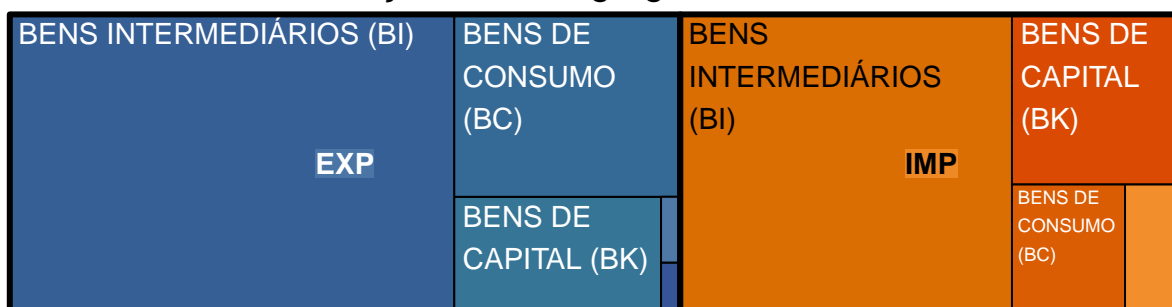 BENS INTERMEDIÁRIOS (BI)
EXP
BENS DE
CONSUMO
(BC)
BENS DE
CAPITAL (BK)
BENS
INTERMEDIÁRIOS
(BI)
IMP
BENS DE
CAPITAL
(BK)
BENS DE
CONSUMO
(BC)